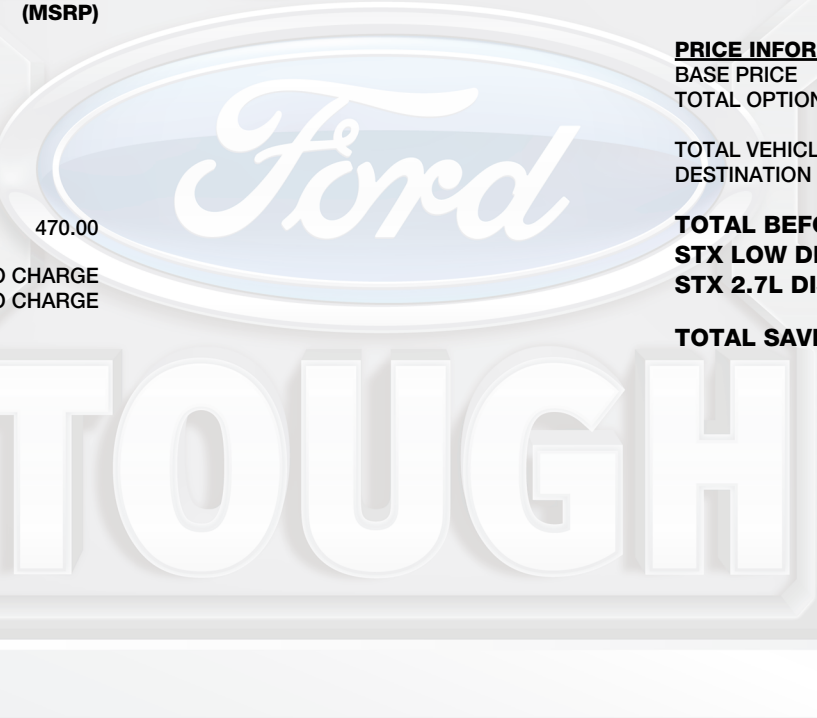 (MSRP)
470.00
O CHARGE
O CHARGE
PRICE INFOR
BASE PRICE
TOTAL OPTION
TOTAL VEHICL
DESTINATION
TOTAL BEFO
STX LOW DI
STX 2.7L DI
TOTAL SAVI
Ford
TOUGH